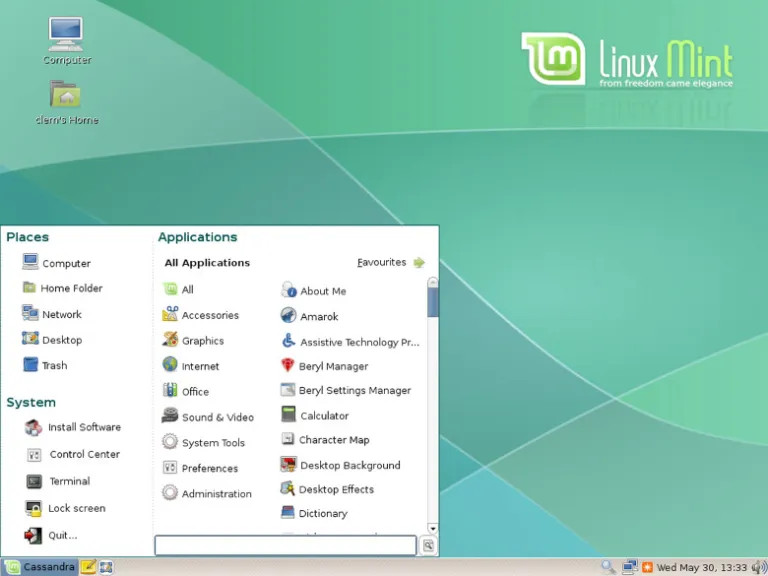 Computer
clem's Home
Linux Mint
from freedom came elegance
Places
Computer
Home Folder
Network
Desktop
Trash
System
Install Software
Control Center
Terminal
Lock screen
Quit...
Applications
All Applications
Favourites
All
Accessories
Graphics
Internet
Office
Sound & Video
System Tools
Preferences
Administration
About Me
Amarok
Assistive Technology Pr...
Beryl Manager
Beryl Settings Manager
Calculator
Character Map
Desktop Background
Desktop Effects
Dictionary
Cassandra
Wed May 30, 13:33